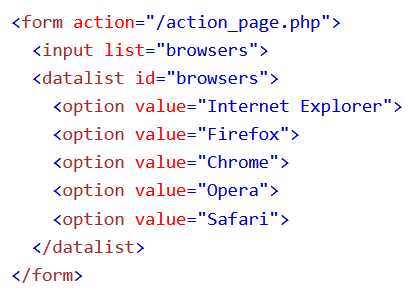 <form action="/action_page.php">
  <input list="browsers">
  <datalist id="browsers">
    <option value="Internet Explorer">
    <option value="Firefox">
    <option value="Chrome">
    <option value="Opera">
    <option value="Safari">
  </datalist>
</form>